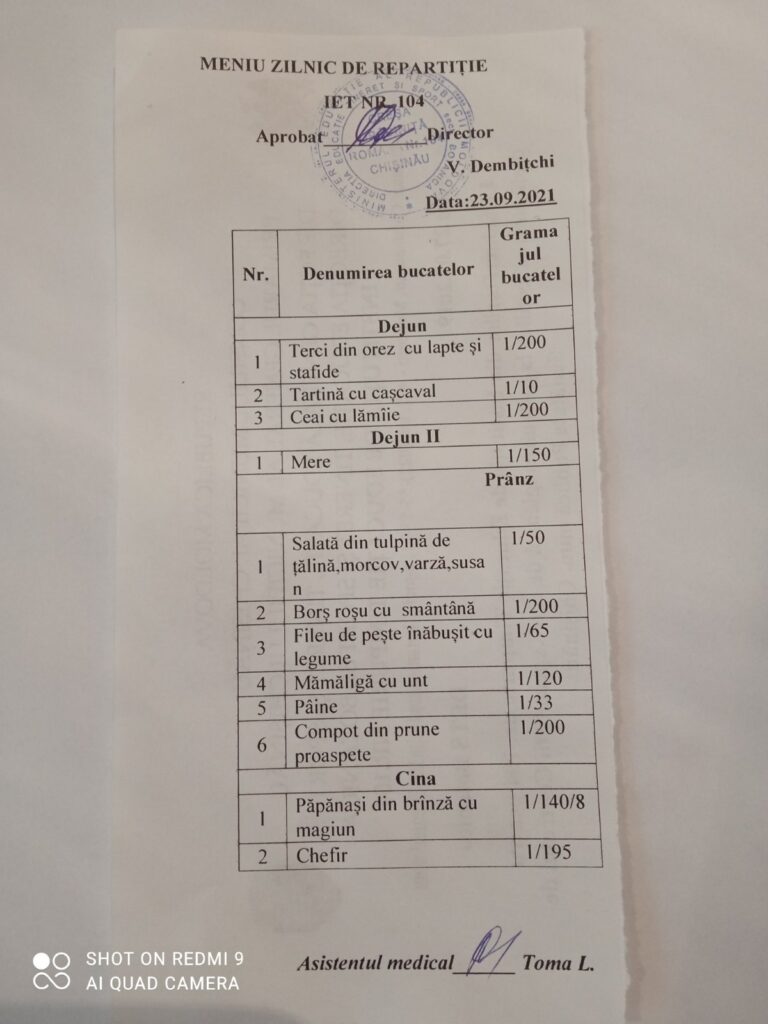 MENIU ZILNIC DE REPARTIȚIE
IET NR. 104
Aprobat Director
V. Dembițchi
Data:23.09.2021
Nr. Denumirea bucatelor Grama
jul
bucatel
or
Dejun
1 Terci din orez cu lapte și 1/200
stafide
2 Tartină cu cașcaval 1/10
3 Ceai cu lămîie 1/200
Dejun II
1 Mere 1/150
Prânz
1 Salată din tulpină de 1/50
țălină,morcov,varză,susa
n
2 Borș roșu cu smântână 1/200
3 Fileu de pește înăbușit cu 1/65
legume
4 Mămăligă cu unt 1/120
5 Pâine 1/33
6 Compot din prune 1/200
proaspete
Cina
1 Păpănași din brînză cu 1/140/8
magiun
2 Chefir 1/195
Asistentul medical Toma L.
CHIȘINĂU
SHOT ON REDMI 9
AI QUAD CAMERA